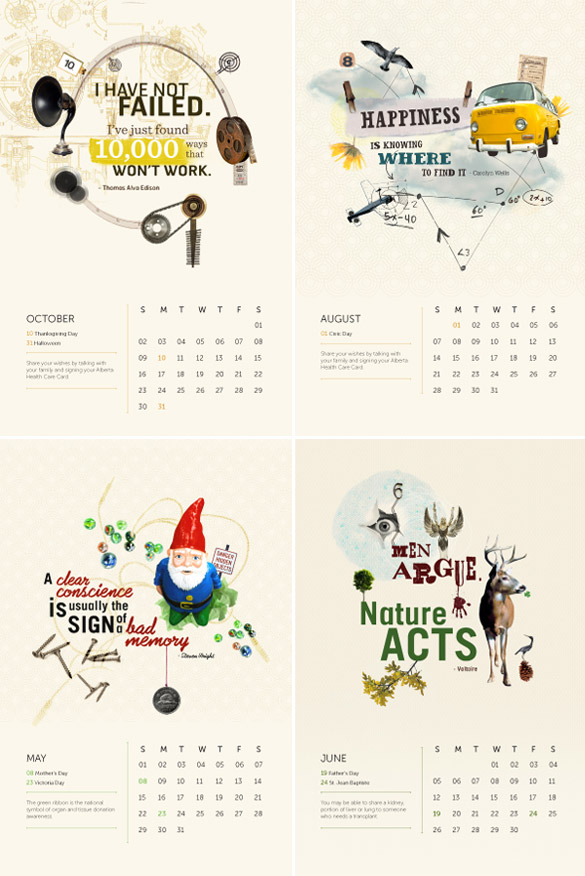 10
I HAVE NOT
FAILED.
I've just found
10,000 ways
that
WON'T WORK.
- Thomas Alva Edison
OCTOBER
10 Thanksgiving Day
31 Halloween
Share your wishes by talking with
your family and signing your Alberta
Health Care Card.
S M T W T F S
01
02 03 04 05 06 07 08
09 10 11 12 13 14 15
16 17 18 19 20 21 22
23 24 25 26 27 28 29
30 31
8
HAPPINESS
IS KNOWING
WHERE
TO FIND IT - Carolyn Wells
∠2
5x-40
60°
D
60°
2x+10
∠3
AUGUST
01 Civic Day
Share your wishes by talking with
your family and signing your Alberta
Health Care Card.
S M T W T F S
01 02 03 04 05 06
07 08 09 10 11 12 13
14 15 16 17 18 19 20
21 22 23 24 25 26 27
28 29 30 31
DANGER
HIDDEN
OBJECTS
A clear
conscience
is usually the
SIGN of a bad
memory
- Steven Wright
MAY
08 Mother's Day
23 Victoria Day
The green ribbon is the national
symbol of organ and tissue donation
awareness.
S M T W T F S
01 02 03 04 05 06 07
08 09 10 11 12 13 14
15 16 17 18 19 20 21
22 23 24 25 26 27 28
29 30 31
6
MEN
ARGUE.
Nature
ACTS
- Voltaire
JUNE
19 Father's Day
24 St. Jean Baptiste
You may be able to share a kidney,
portion of liver or lung to someone
who needs a transplant.
S M T W T F S
01 02 03 04
05 06 07 08 09 10 11
12 13 14 15 16 17 18
19 20 21 22 23 24 25
26 27 28 29 30